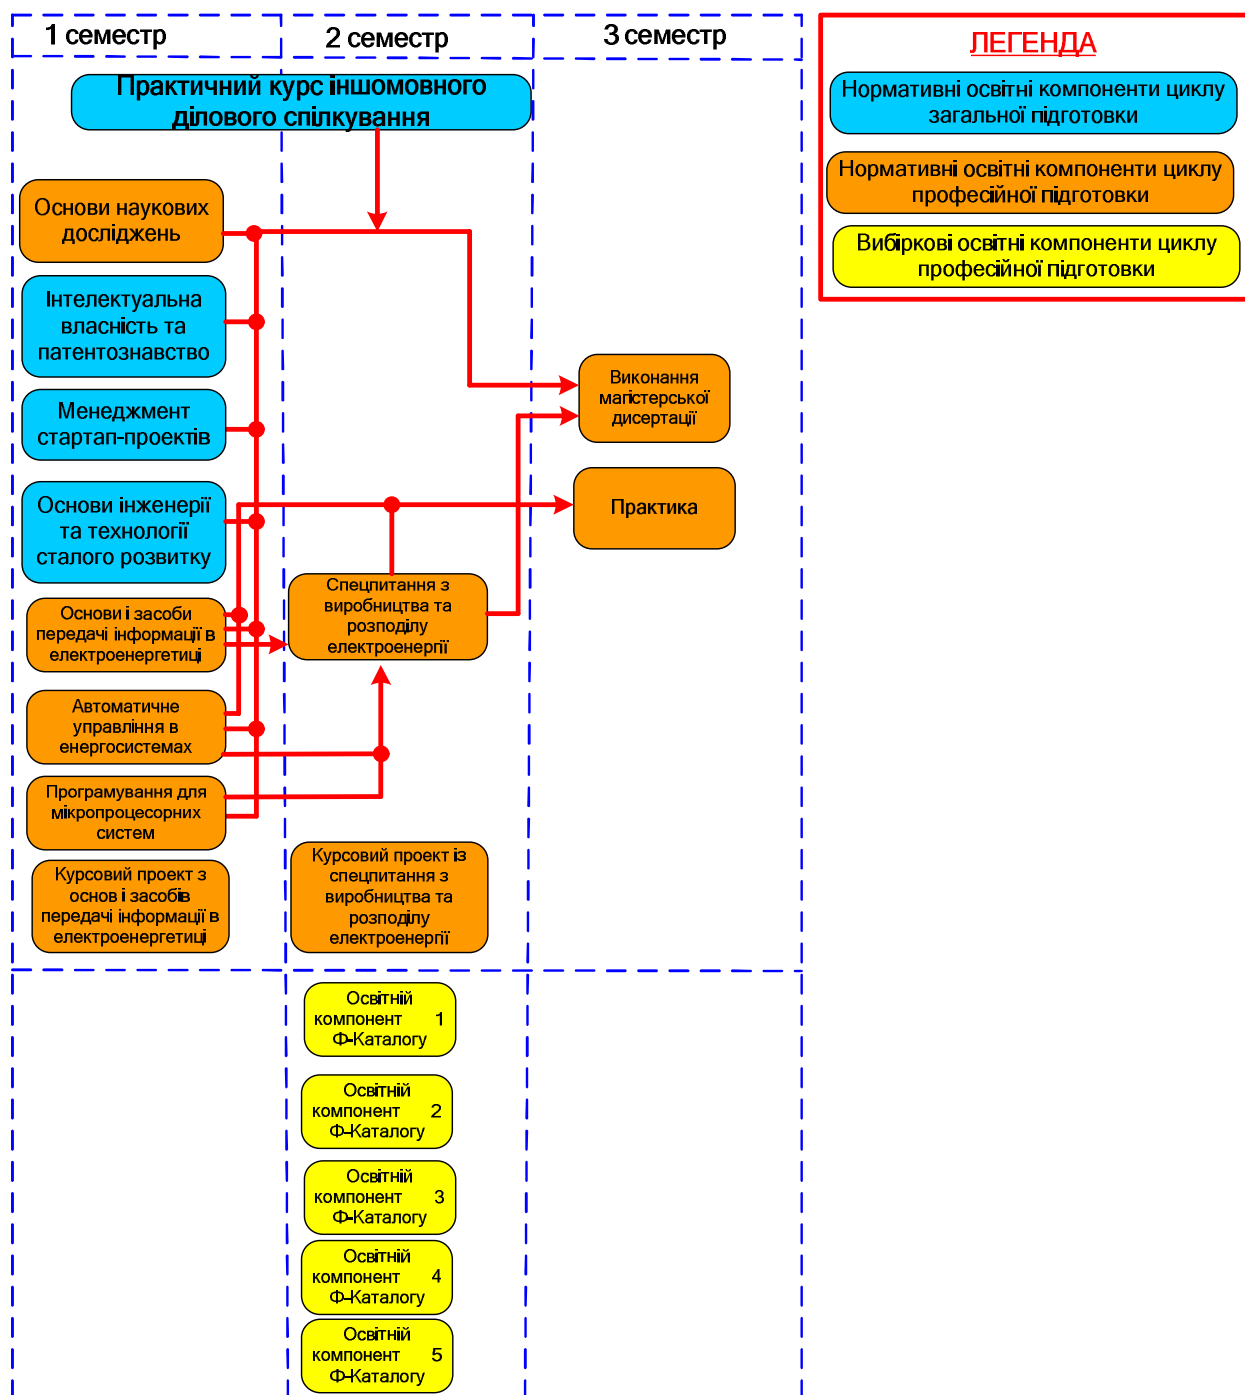 1 семестр
2 семестр
3 семестр
Практичний курс іншомовного
ділового спілкування
Основи наукових
досліджень
Інтелектуальна
власність та
патентознавство
Менеджмент
стартап-проектів
Основи інженерії
та технології
сталого розвитку
Основи і засоби
передачі інформації в
електроенергетиці
Автоматичне
управління в
енергосистемах
Програмування для
мікропроцесорних
систем
Курсовий проект з
основ і засобів
передачі інформації в
електроенергетиці
Спецпитання з
виробництва та
розподілу
електроенергії
Курсовий проект із
спецпитання з
виробництва та
розподілу
електроенергії
Виконання
магістерської
дисертації
Практика
Освітній
компонент 1
Ф-Каталогу
Освітній
компонент 2
Ф-Каталогу
Освітній
компонент 3
Ф-Каталогу
Освітній
компонент 4
Ф-Каталогу
Освітній
компонент 5
Ф-Каталогу
ЛЕГЕНДА
Нормативні освітні компоненти циклу
загальної підготовки
Нормативні освітні компоненти циклу
професійної підготовки
Вибіркові освітні компоненти циклу
професійної підготовки